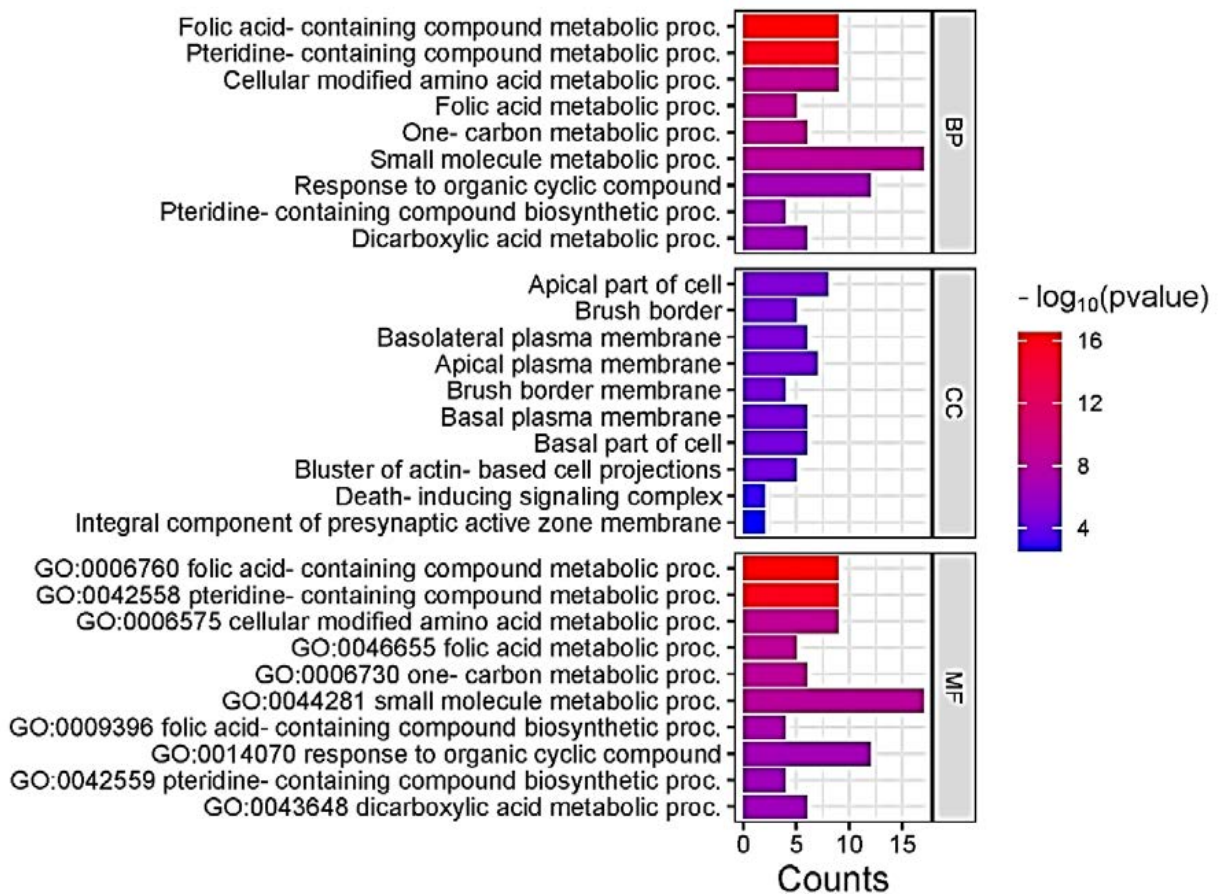 Folic acid- containing compound metabolic proc.
Pteridine- containing compound metabolic proc.
Cellular modified amino acid metabolic proc.
Folic acid metabolic proc.
One- carbon metabolic proc.
Small molecule metabolic proc.
Response to organic cyclic compound
Pteridine- containing compound biosynthetic proc.
Dicarboxylic acid metabolic proc.
BP
Apical part of cell
Brush border
Basolateral plasma membrane
Apical plasma membrane
Brush border membrane
Basal plasma membrane
Basal part of cell
Bluster of actin- based cell projections
Death- inducing signaling complex
Integral component of presynaptic active zone membrane
CC
GO:0006760 folic acid- containing compound metabolic proc.
GO:0042558 pteridine- containing compound metabolic proc.
GO:0006575 cellular modified amino acid metabolic proc.
GO:0046655 folic acid metabolic proc.
GO:0006730 one- carbon metabolic proc.
GO:0044281 small molecule metabolic proc.
GO:0009396 folic acid- containing compound biosynthetic proc.
GO:0014070 response to organic cyclic compound
GO:0042559 pteridine- containing compound biosynthetic proc.
GO:0043648 dicarboxylic acid metabolic proc.
MF
0 5 10 15
Counts
- log₁₀(pvalue)
16
12
8
4